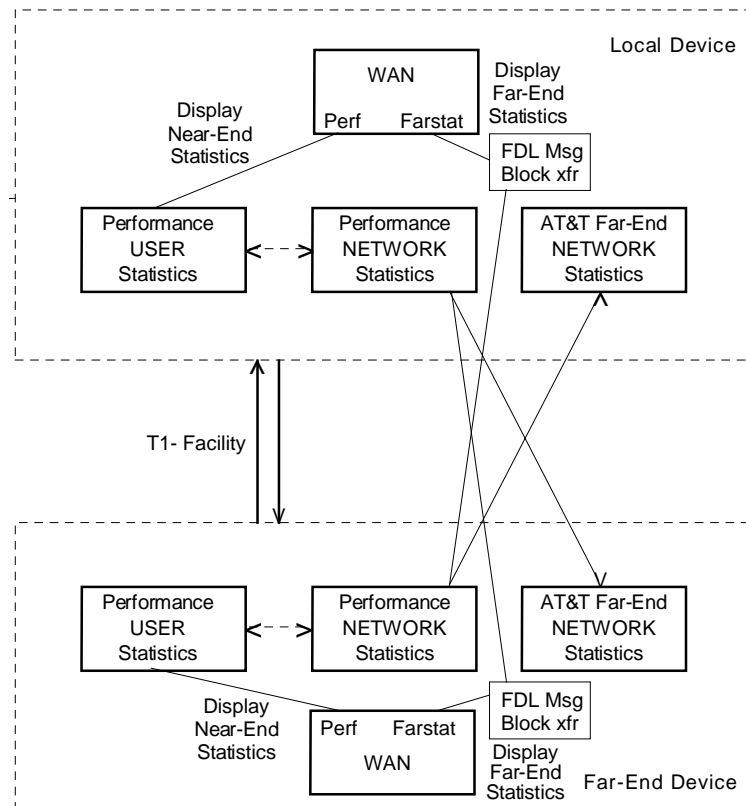 Local Device
WAN
Perf Farstat
Display
Far-End
Statistics
Display
Near-End
Statistics
FDL Msg
Block xfr
Performance
USER
Statistics
Performance
NETWORK
Statistics
AT&T Far-End
NETWORK
Statistics
T1- Facility
Performance
USER
Statistics
Performance
NETWORK
Statistics
AT&T Far-End
NETWORK
Statistics
Display
Near-End
Statistics
Perf Farstat
WAN
FDL Msg
Block xfr
Display
Far-End
Statistics
Far-End Device